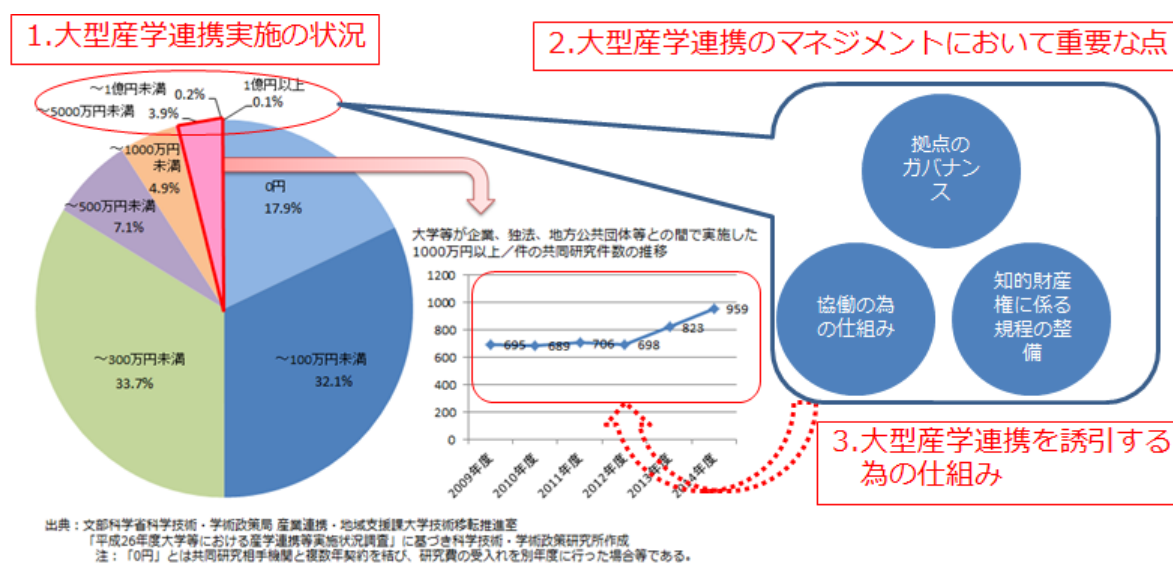 1.大型産学連携実施の状況
2.大型産学連携のマネジメントにおいて重要な点
～1億円未満 0.2%
1億円以上
0.1%
～5000万円未満 3.9%
～1000万円
未満
4.9%
～500万円未満
7.1%
0円
17.9%
～300万円未満
33.7%
～100万円未満
32.1%
大学等が企業、独法、地方公共団体等との間で実施した
1000万円以上／件の共同研究件数の推移
1200
1000
800
600
400
200
0
695
689
706
698
823
959
2009年度
2010年度
2011年度
2012年度
2013年度
2014年度
拠点の
ガバナン
ス
協働の為
の仕組み
知的財産
権に係る
規程の整
備
3.大型産学連携を誘引する
為の仕組み
出典：文部科学省科学技術・学術政策局 産業連携・地域支援課大学技術移転推進室
「平成26年度大学等における産学連携等実施状況調査」に基づき科学技術・学術政策研究所作成
注：「0円」とは共同研究相手機関と複数年契約を結び、研究費の受入れを別年度に行った場合等である。